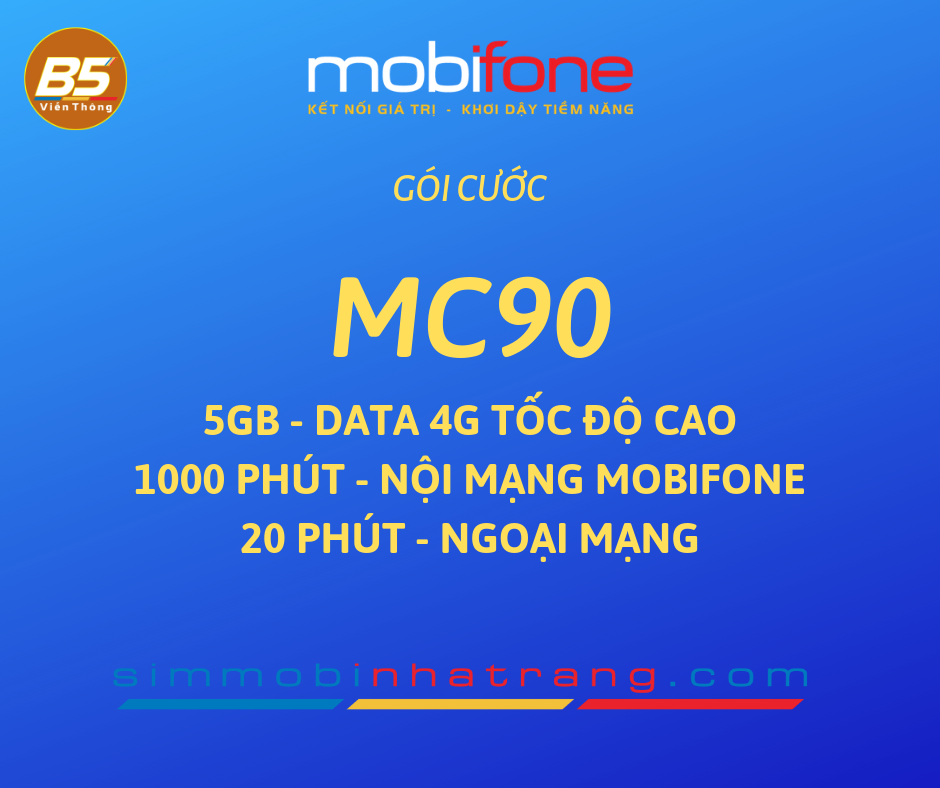 B5
Viễn Thông
mobifone
KẾT NỐI GIÁ TRỊ - KHƠI DẬY TIỀM NĂNG
GÓI CƯỚC
MC90
5GB - DATA 4G TỐC ĐỘ CAO
1000 PHÚT - NỘI MẠNG MOBIFONE
20 PHÚT - NGOẠI MẠNG
simmobinhatrang.com